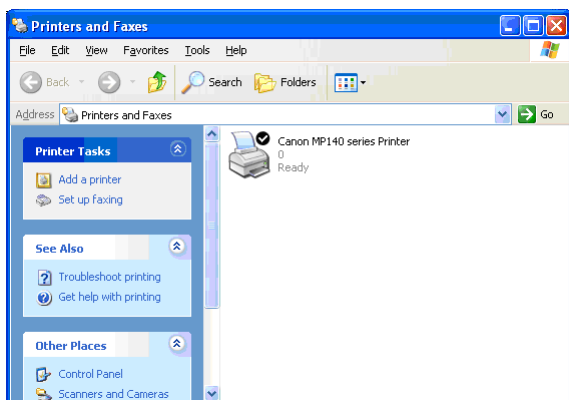 Printers and Faxes
File Edit View Favorites Tools Help
Back Search Folders
Address Printers and Faxes Go
Printer Tasks
Add a printer
Set up faxing
See Also
Troubleshoot printing
Get help with printing
Other Places
Control Panel
Scanners and Cameras
Canon MP140 series Printer
0
Ready